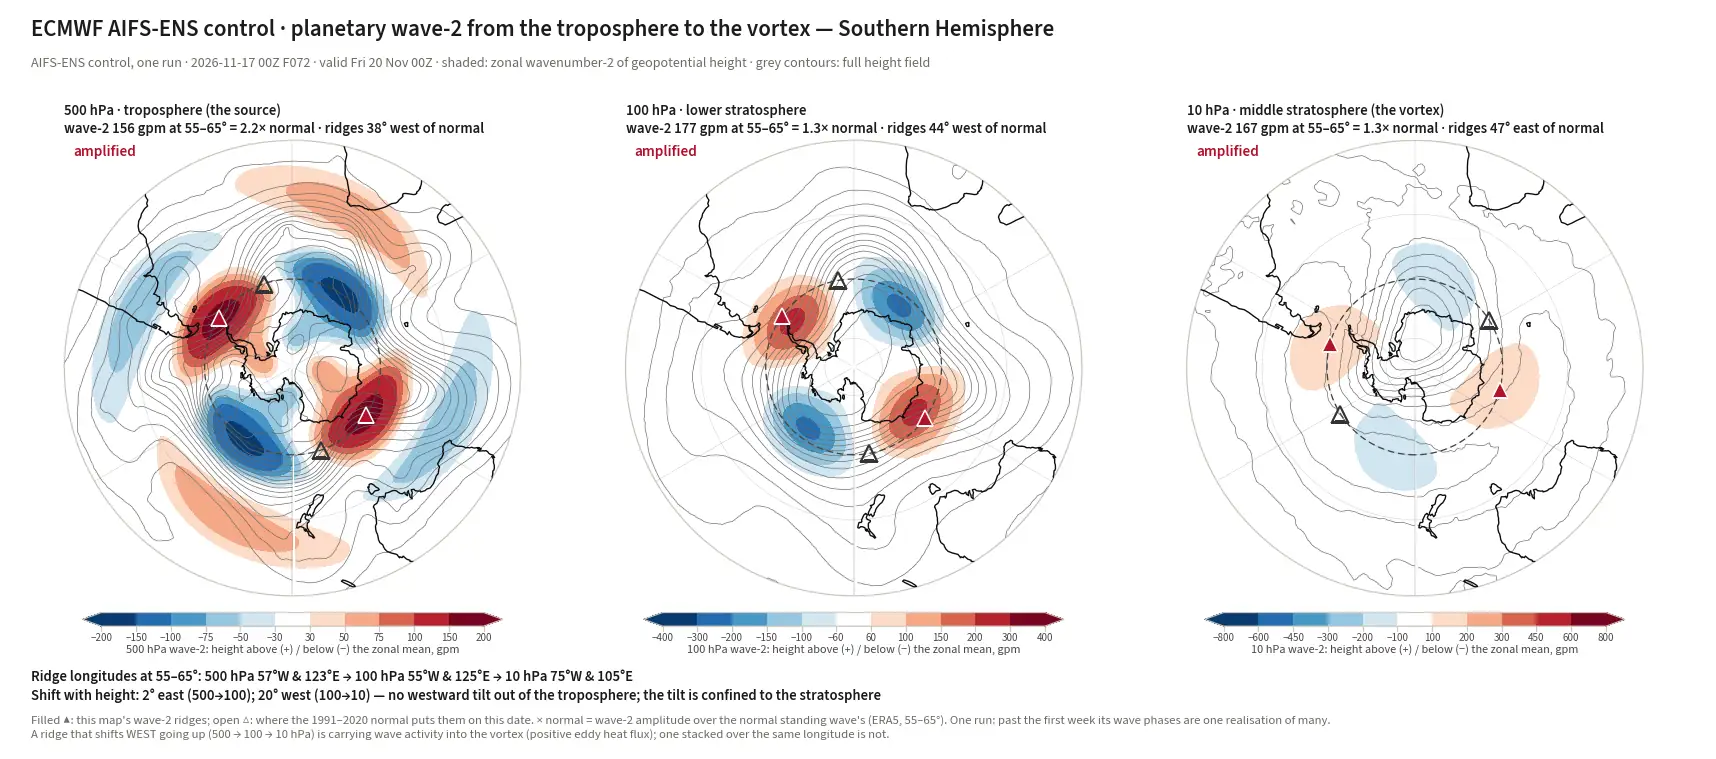 ECMWF AIFS-ENS control · planetary wave-2 from the troposphere to the vortex — Southern Hemisphere
AIFS-ENS control, one run · 2026-11-17 00Z F072 · valid Fri 20 Nov 00Z · shaded: zonal wavenumber-2 of geopotential height · grey contours: full height field
500 hPa · troposphere (the source)
wave-2 156 gpm at 55–65° = 2.2× normal · ridges 38° west of normal
amplified
100 hPa · lower stratosphere
wave-2 177 gpm at 55–65° = 1.3× normal · ridges 44° west of normal
amplified
10 hPa · middle stratosphere (the vortex)
wave-2 167 gpm at 55–65° = 1.3× normal · ridges 47° east of normal
amplified
−200 −150 −100 −75 −50 −30 30 50 75 100 150 200
500 hPa wave-2: height above (+) / below (−) the zonal mean, gpm
−400 −300 −200 −150 −100 −60 60 100 150 200 300 400
100 hPa wave-2: height above (+) / below (−) the zonal mean, gpm
−800 −600 −450 −300 −200 −100 100 200 300 450 600 800
10 hPa wave-2: height above (+) / below (−) the zonal mean, gpm
Ridge longitudes at 55–65°: 500 hPa 57°W & 123°E → 100 hPa 55°W & 125°E → 10 hPa 75°W & 105°E
Shift with height: 2° east (500→100); 20° west (100→10) — no westward tilt out of the troposphere; the tilt is confined to the stratosphere
Filled ▲: this map's wave-2 ridges; open △: where the 1991–2020 normal puts them on this date. × normal = wave-2 amplitude over the normal standing wave's (ERA5, 55–65°). One run: past the first week its wave phases are one realisation of many.
A ridge that shifts WEST going up (500 → 100 → 10 hPa) is carrying wave activity into the vortex (positive eddy heat flux); one stacked over the same longitude is not.